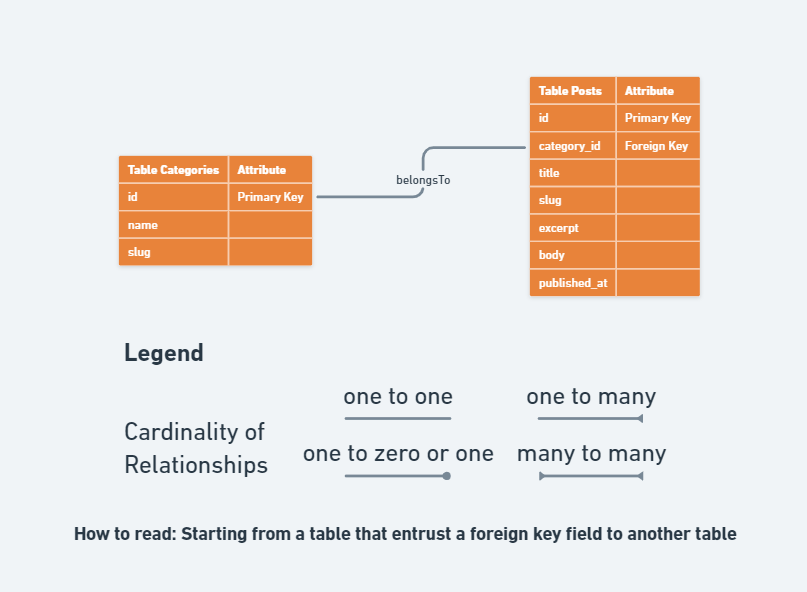 Table Categories Attribute
id Primary Key
name
slug
belongsTo
Table Posts Attribute
id Primary Key
category_id Foreign Key
title
slug
excerpt
body
published_at
Legend
Cardinality of
Relationships
one to one
one to many
one to zero or one
many to many
How to read: Starting from a table that entrust a foreign key field to another table